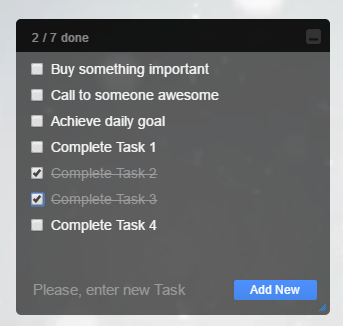 2 / 7 done
Buy something important
Call to someone awesome
Achieve daily goal
Complete Task 1
Complete Task 2
Complete Task 3
Complete Task 4
Please, enter new Task
Add New